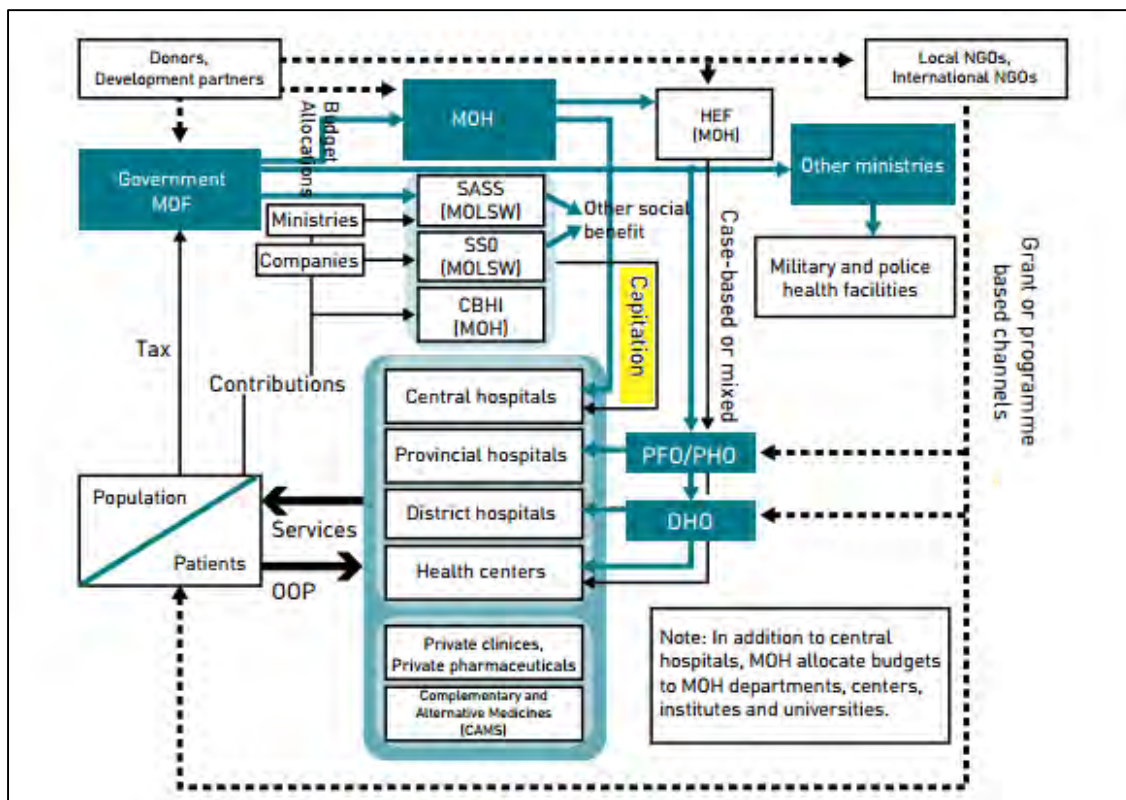 Donors,
Development partners
Local NGOs,
International NGOs
Budget
Allocations
MOH
HEF
(MOH)
Government
MOF
Other ministries
SASS
(MOLSW)
Other social
benefit
Ministries
SSO
(MOLSW)
Companies
CBHI
(MOH)
Military and police
health facilities
Capitation
Case-based or mixed
Grant or programme
based channels
Tax
Contributions
Central hospitals
Provincial hospitals
PFO/PHO
District hospitals
DHO
Health centers
Population
Patients
Services
OOP
Private clinices,
Private pharmaceuticals
Complementary and
Alternative Medicines
(CAMS)
Note: In addition to central
hospitals, MOH allocate budgets
to MOH departments, centers,
institutes and universities.